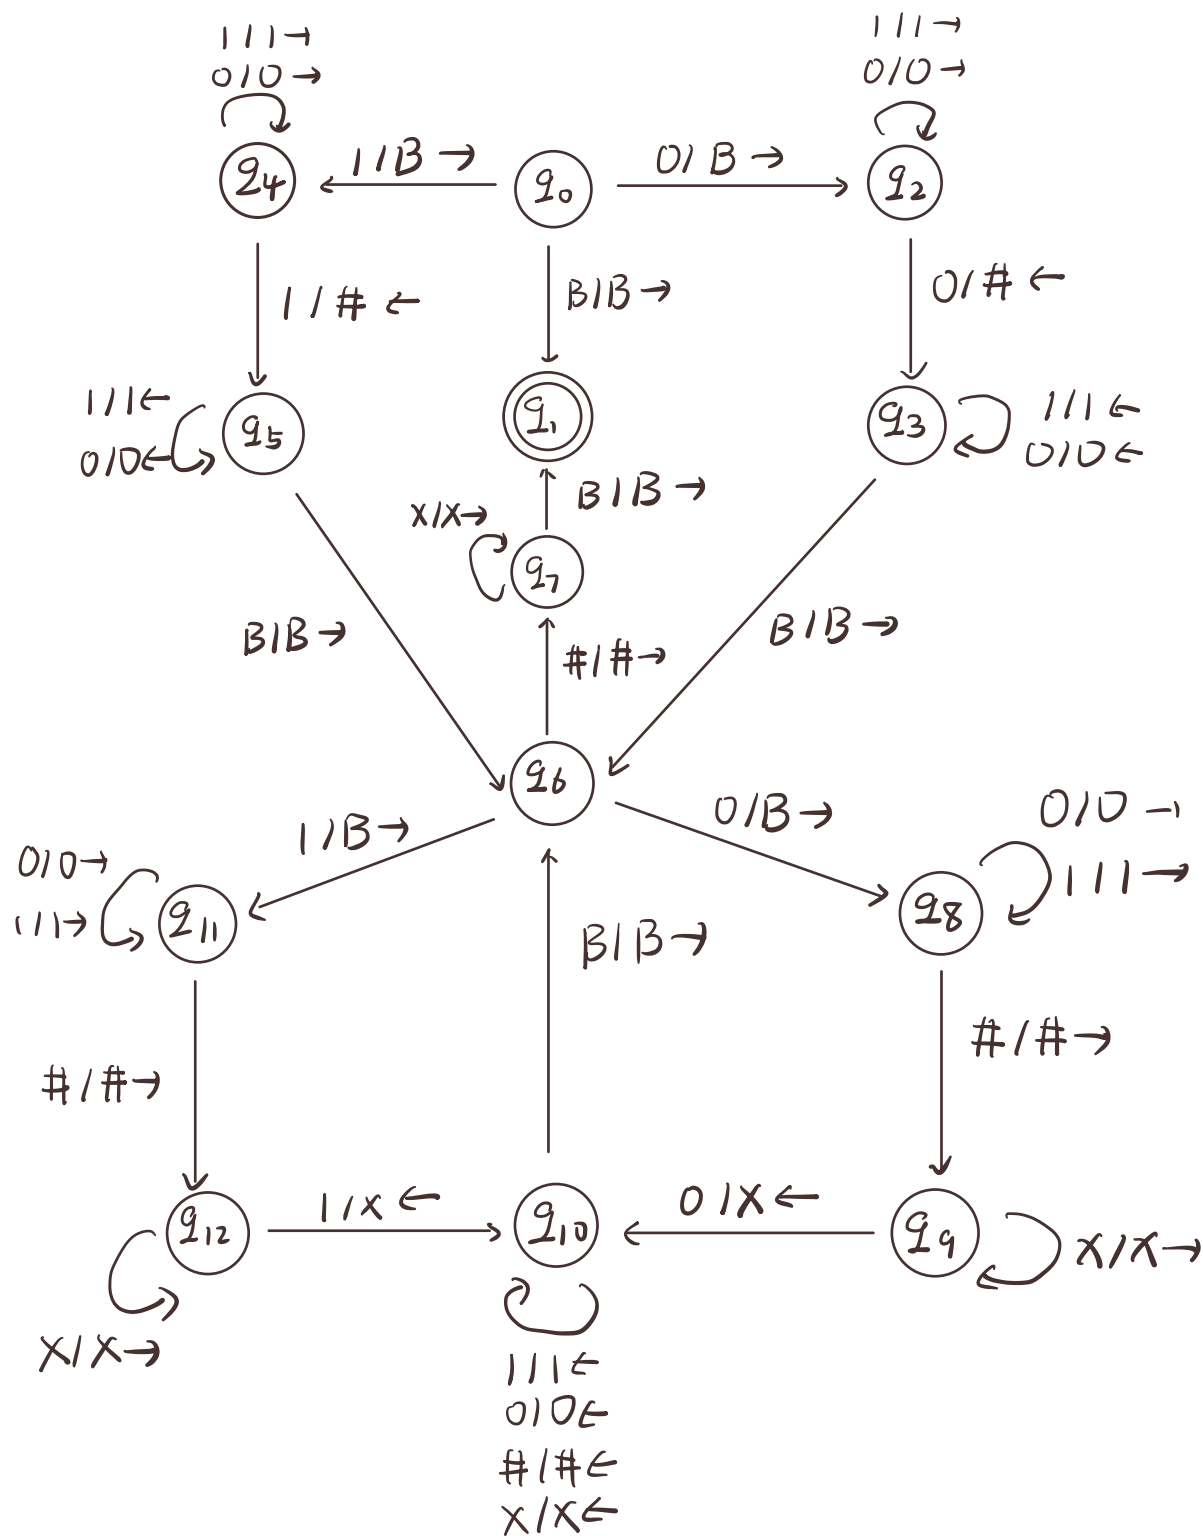 1/1→ 1/1→
0/0→ 0/0→
q4 1/B→ q0 0/B→ q2
1/#← B/B→ 0/#←
1/1← 1/1←
0/0← q5 q1 q3 0/0←
X/X→ B/B→
q7
B/B→ #/#→ B/B→
q6
1/B→ 0/B→ 0/0→
0/0→ 1/1→
1/1→ q11 B/B→ q8
#/#→ #/#→
q12 1/X← q10 0/X← q9 X/X→
X/X→
1/1←
0/0←
#/#←
X/X←